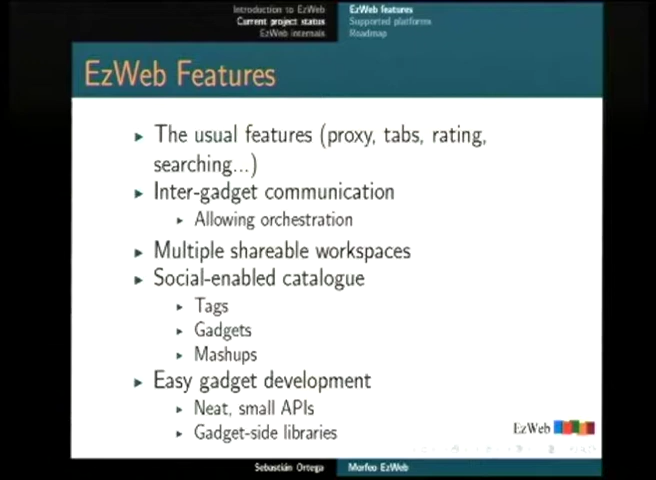 Introduction to EzWeb
Current project status
EzWeb internals
EzWeb features
Supported platforms
Roadmap
EzWeb Features
The usual features (proxy, tabs, rating,
searching...)
Inter-gadget communication
Allowing orchestration
Multiple shareable workspaces
Social-enabled catalogue
Tags
Gadgets
Mashups
Easy gadget development
Neat, small APIs
Gadget-side libraries
EzWeb
Sebastián Ortega
Morfeo EzWeb